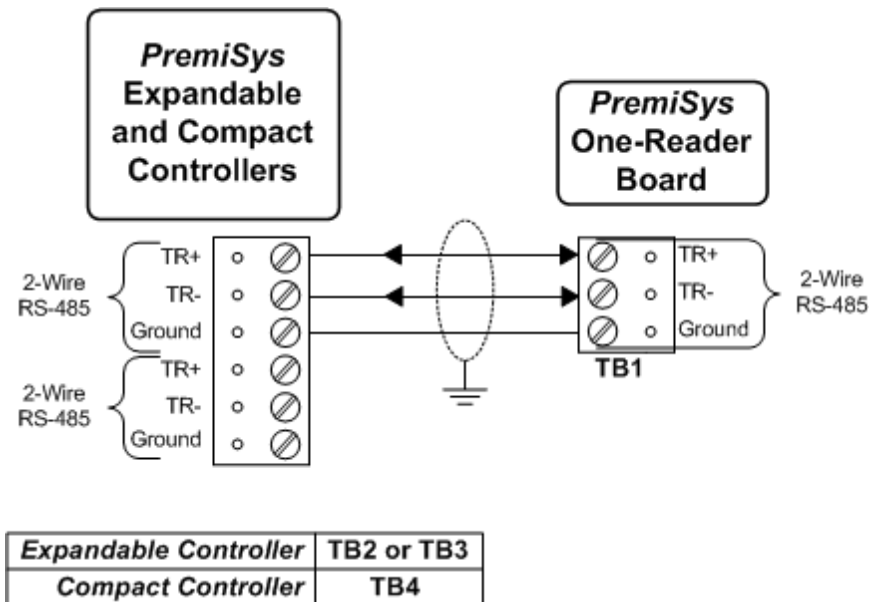 PremiSys
Expandable
and Compact
Controllers
PremiSys
One-Reader
Board
2-Wire
RS-485
TR+
TR-
Ground
2-Wire
RS-485
TR+
TR-
Ground
TR+
TR-
Ground
2-Wire
RS-485
TB1
Expandable Controller TB2 or TB3
Compact Controller TB4